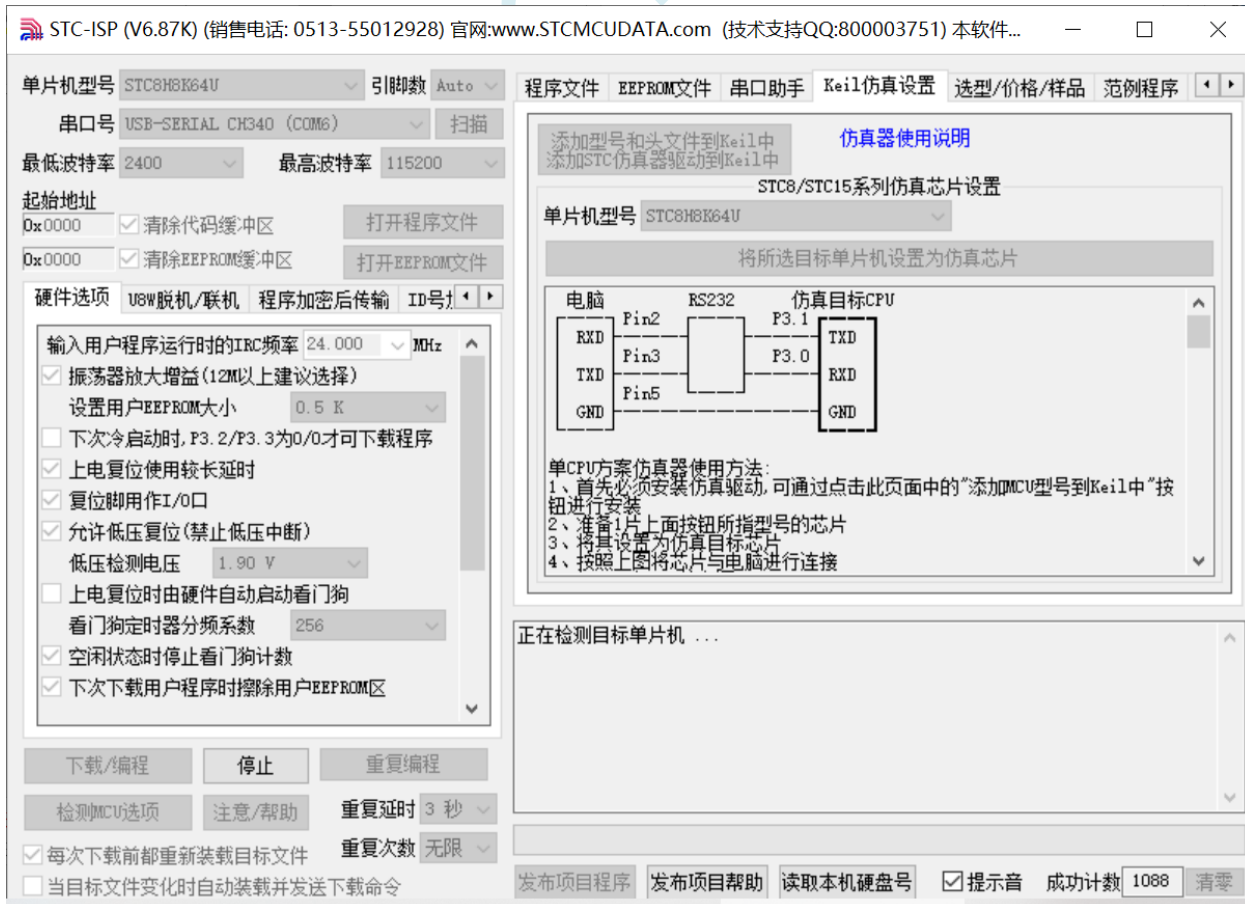 STC-ISP (V6.87K) (销售电话: 0513-55012928) 官网:www.STCMCUDATA.com (技术支持QQ:800003751) 本软件...
单片机型号 STC8H8K64U 引脚数 Auto
串口号 USB-SERIAL CH340 (COM6) 扫描
最低波特率 2400 最高波特率 115200
起始地址
0x0000 清除代码缓冲区 打开程序文件
0x0000 清除EEPROM缓冲区 打开EEPROM文件
硬件选项 U8W脱机/联机 程序加密后传输 ID号
输入用户程序运行时的IRC频率 24.000 MHz
振荡器放大增益(12M以上建议选择)
设置用户EEPROM大小 0.5 K
下次冷启动时,P3.2/P3.3为0/0才可下载程序
上电复位使用较长延时
复位脚用作I/O口
允许低压复位(禁止低压中断)
低压检测电压 1.90 V
上电复位时由硬件自动启动看门狗
看门狗定时器分频系数 256
空闲状态时停止看门狗计数
下次下载用户程序时擦除用户EEPROM区
下载/编程 停止 重复编程
检测MCU选项 注意/帮助 重复延时 3 秒
每次下载前都重新装载目标文件 重复次数 无限
当目标文件变化时自动装载并发送下载命令
程序文件 EEPROM文件 串口助手 Keil仿真设置 选型/价格/样品 范例程序
添加型号和头文件到Keil中
添加STC仿真器驱动到Keil中
仿真器使用说明
STC8/STC15系列仿真芯片设置
单片机型号 STC8H8K64U
将所选目标单片机设置为仿真芯片
电脑 RS232 仿真目标CPU
Pin2 P3.1
RXD TXD
Pin3 P3.0
TXD RXD
Pin5
GND GND
单CPU方案仿真器使用方法:
1、首先必须安装仿真驱动,可通过点击此页面中的"添加MCU型号到Keil中"按
钮进行安装
2、准备1片上面按钮所指型号的芯片
3、将其设置为仿真目标芯片
4、按照上图将芯片与电脑进行连接
正在检测目标单片机 ...
发布项目程序 发布项目帮助 读取本机硬盘号 提示音 成功计数 1088 清零